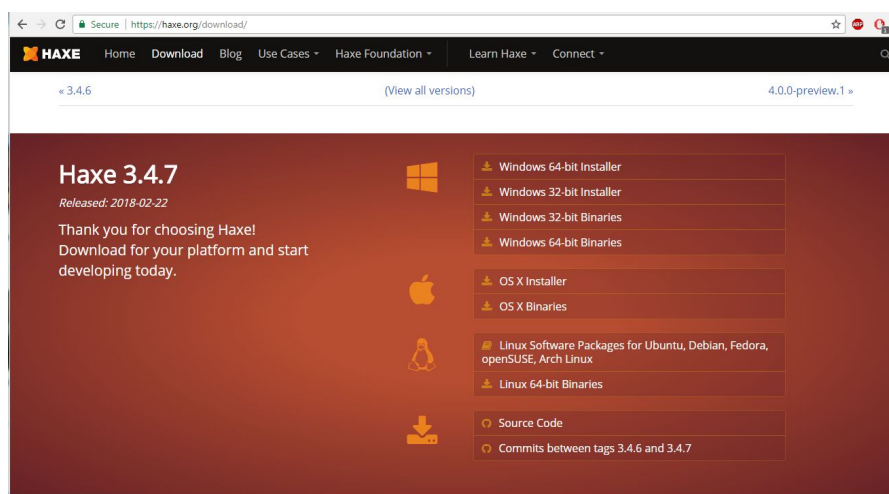 Secure | https://haxe.org/download/
HAXE Home Download Blog Use Cases Haxe Foundation Learn Haxe Connect
« 3.4.6 (View all versions) 4.0.0-preview.1 »
Haxe 3.4.7
Released: 2018-02-22
Thank you for choosing Haxe!
Download for your platform and start
developing today.
Windows 64-bit Installer
Windows 32-bit Installer
Windows 32-bit Binaries
Windows 64-bit Binaries
OS X Installer
OS X Binaries
Linux Software Packages for Ubuntu, Debian, Fedora,
openSUSE, Arch Linux
Linux 64-bit Binaries
Source Code
Commits between tags 3.4.6 and 3.4.7